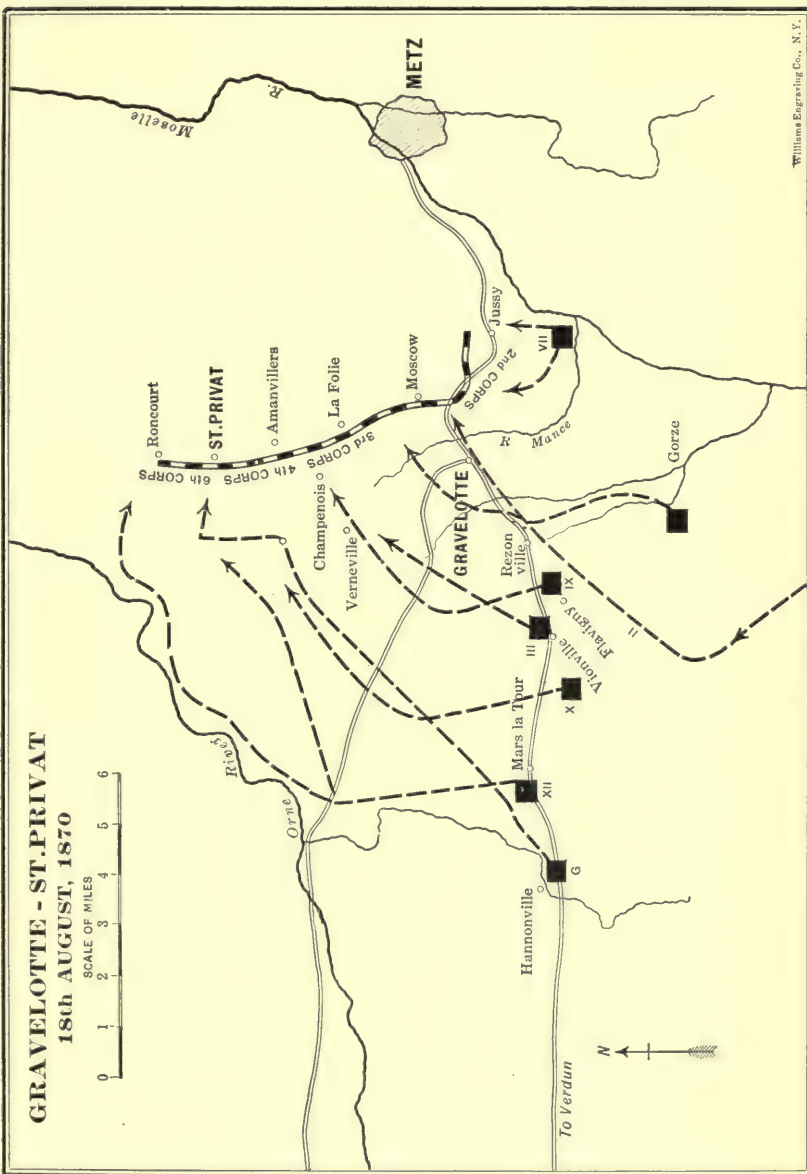 GRAVELOTTE - ST.PRIVAT
18th AUGUST, 1870
SCALE OF MILES
0 1 2 3 4 5 6
Moselle
R.
METZ
Roncourt
ST.PRIVAT
Amanvillers
La Folie
Moscow
Jussy
6th CORPS
4th CORPS
3rd CORPS
2nd CORPS
VII
R Mance
Gorze
Champenois
Verneville
GRAVELOTTE
Rezon
ville
IX
Flavigny
III
Vionville
II
X
Mars la Tour
XII
G
Hannonville
Orne
River
To Verdun
N
Williams Engraving Co., N.Y.